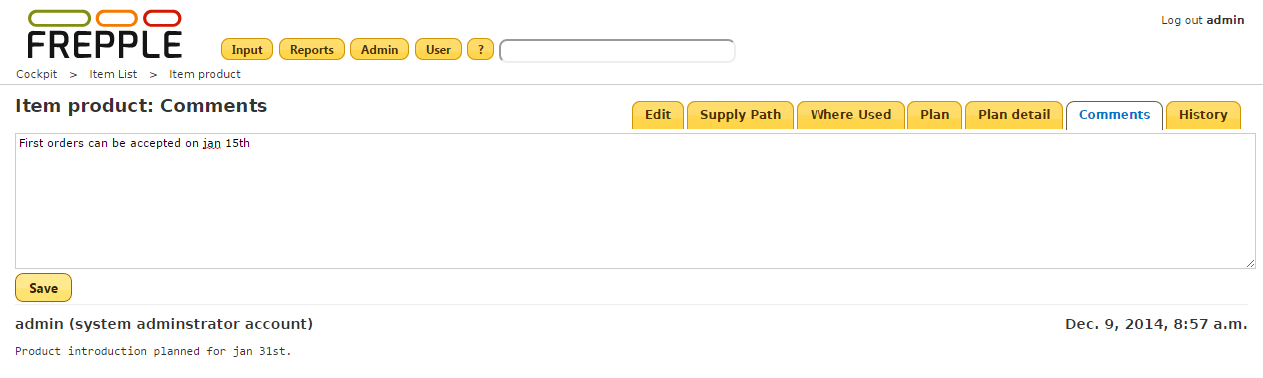 FREPPLE
Log out admin
Input Reports Admin User ?
Cockpit > Item List > Item product
Item product: Comments
Edit Supply Path Where Used Plan Plan detail Comments History
First orders can be accepted on jan 15th
Save
admin (system adminstrator account) Dec. 9, 2014, 8:57 a.m.
Product introduction planned for jan 31st.